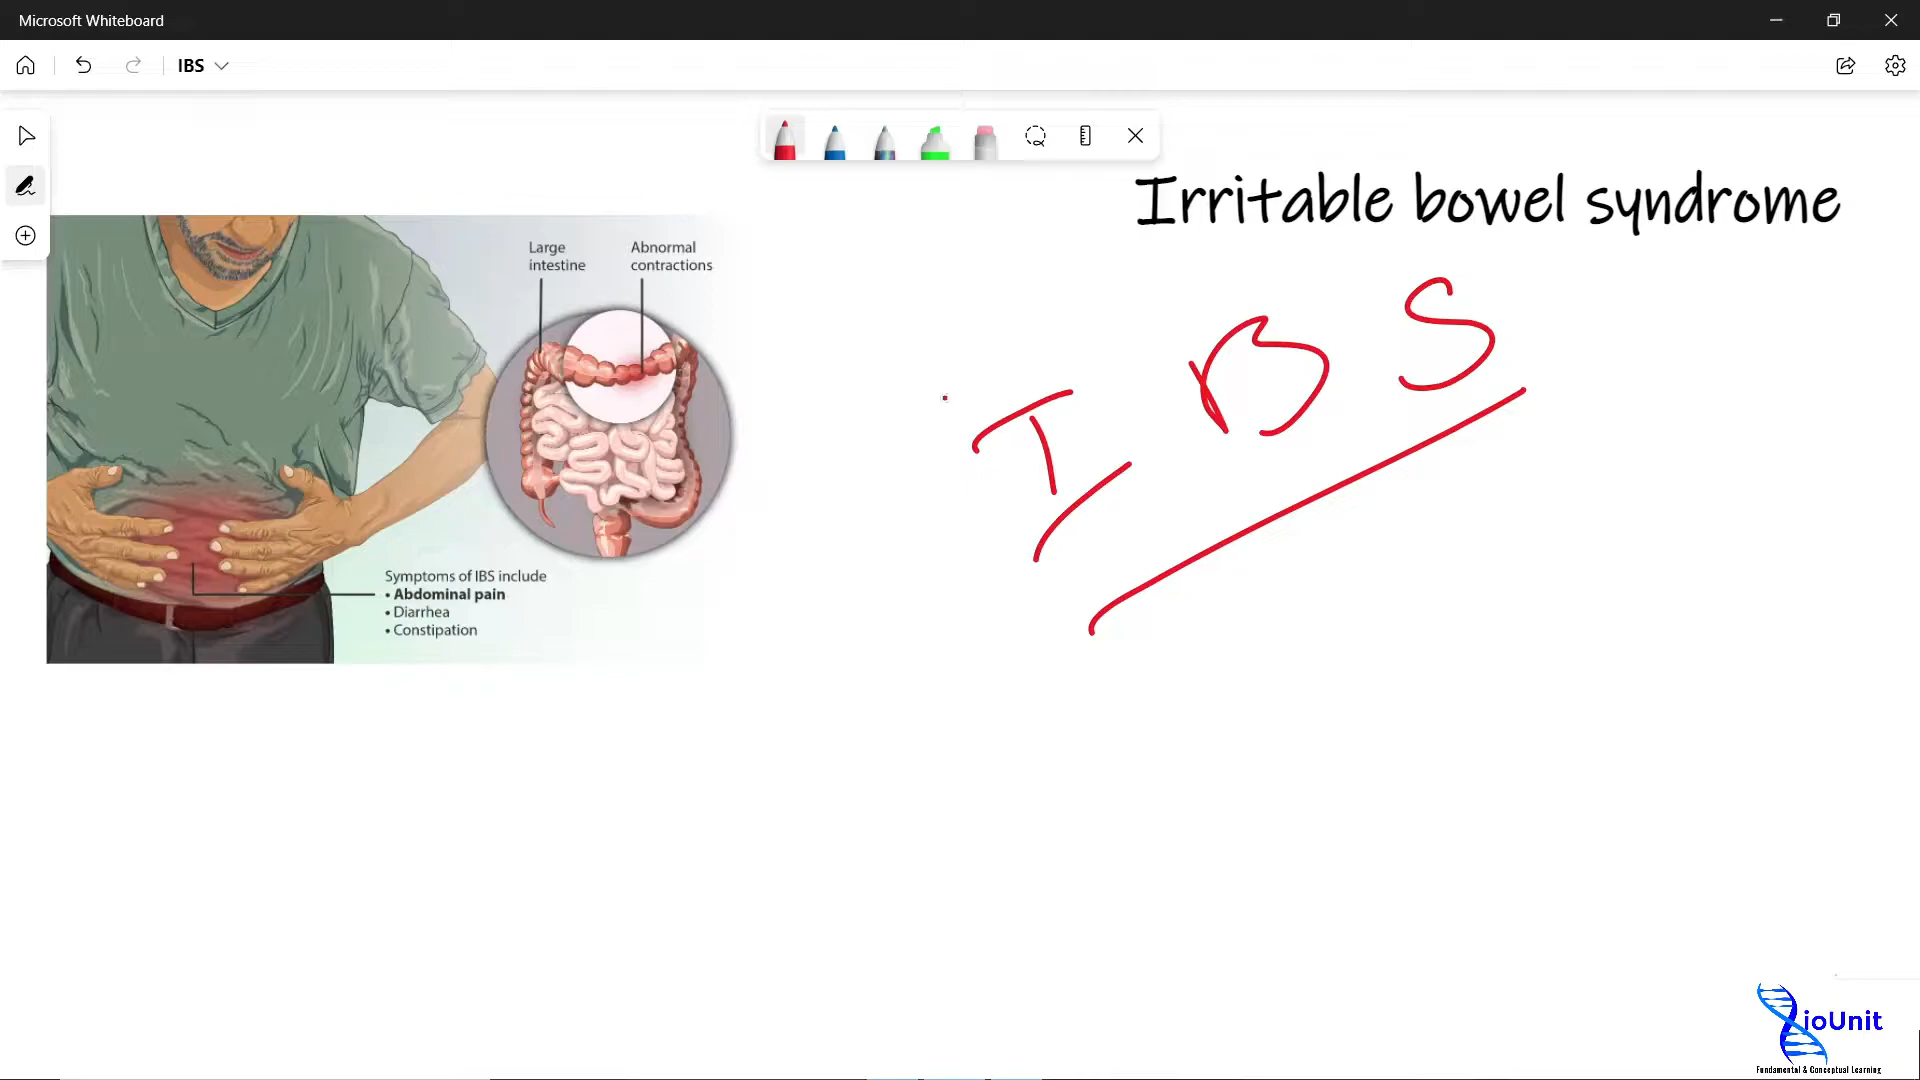 Microsoft Whiteboard
IBS
Irritable bowel syndrome
Large
intestine
Abnormal
contractions
I B S
Symptoms of IBS include
• Abdominal pain
• Diarrhea
• Constipation
ioUnit
Fundamental & Conceptual Learning